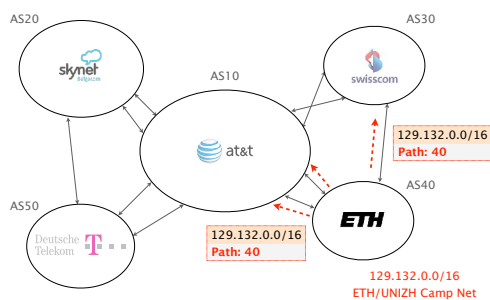 AS20
skynet
Belgacom
AS10
at&t
AS30
swisscom
129.132.0.0/16
Path: 40
AS40
ETH
AS50
Deutsche
Telekom
T
129.132.0.0/16
Path: 40
129.132.0.0/16
ETH/UNIZH Camp Net